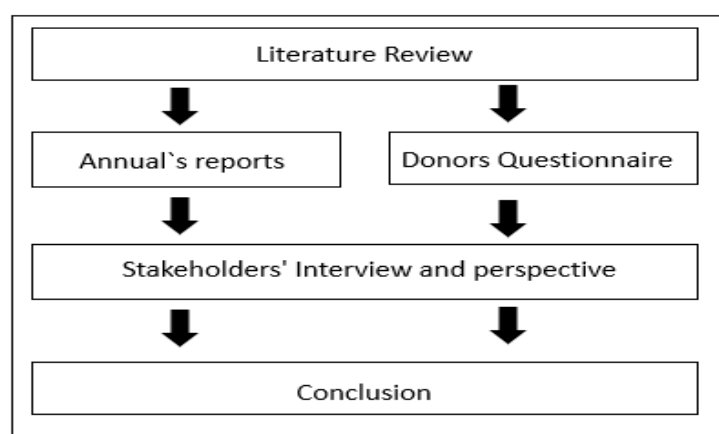 Literature Review
Annual`s reports
Donors Questionnaire
Stakeholders' Interview and perspective
Conclusion